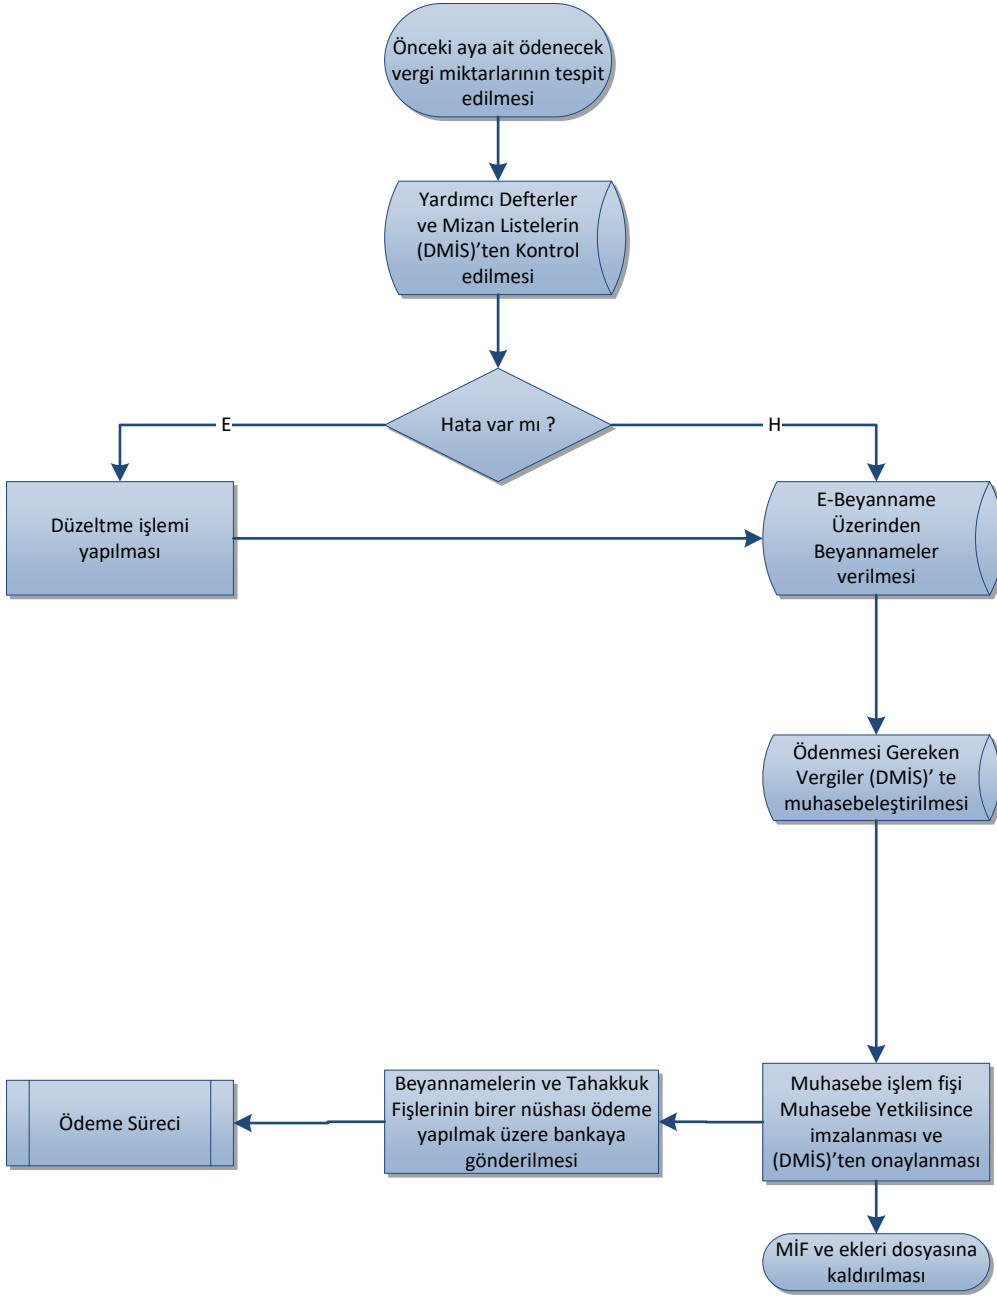 Önceki aya ait ödenecek
vergi miktarlarının tespit
edilmesi
Yardımcı Defterler
ve Mizan Listelerin
(DMİS)’ten Kontrol
edilmesi
Hata var mı ?
E
H
Düzeltme işlemi
yapılması
E-Beyanname
Üzerinden
Beyannameler
verilmesi
Ödenmesi Gereken
Vergiler (DMİS)’ te
muhasebeleştirilmesi
Muhasebe işlem fişi
Muhasebe Yetkilisince
imzalanması ve
(DMİS)’ten onaylanması
Beyannamelerin ve Tahakkuk
Fişlerinin birer nüshası ödeme
yapılmak üzere bankaya
gönderilmesi
Ödeme Süreci
MİF ve ekleri dosyasına
kaldırılması